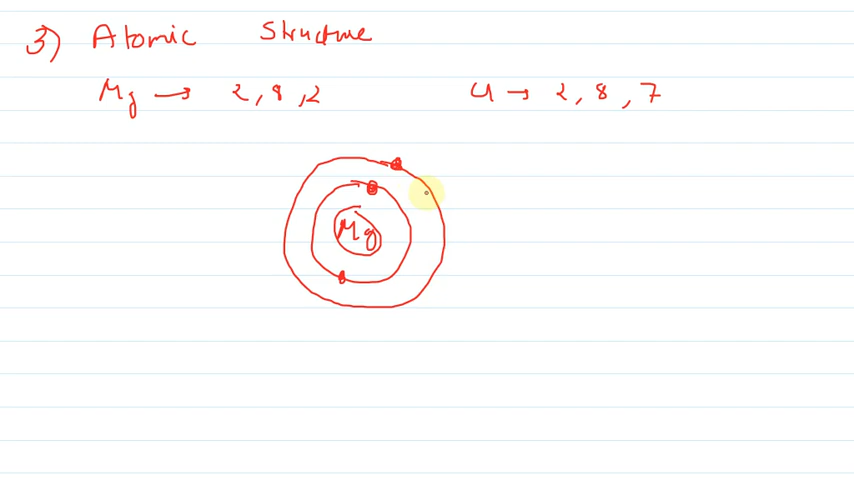 3) Atomic Structure
Mg → 2, 8, 2 Cl → 2, 8, 7
Mg